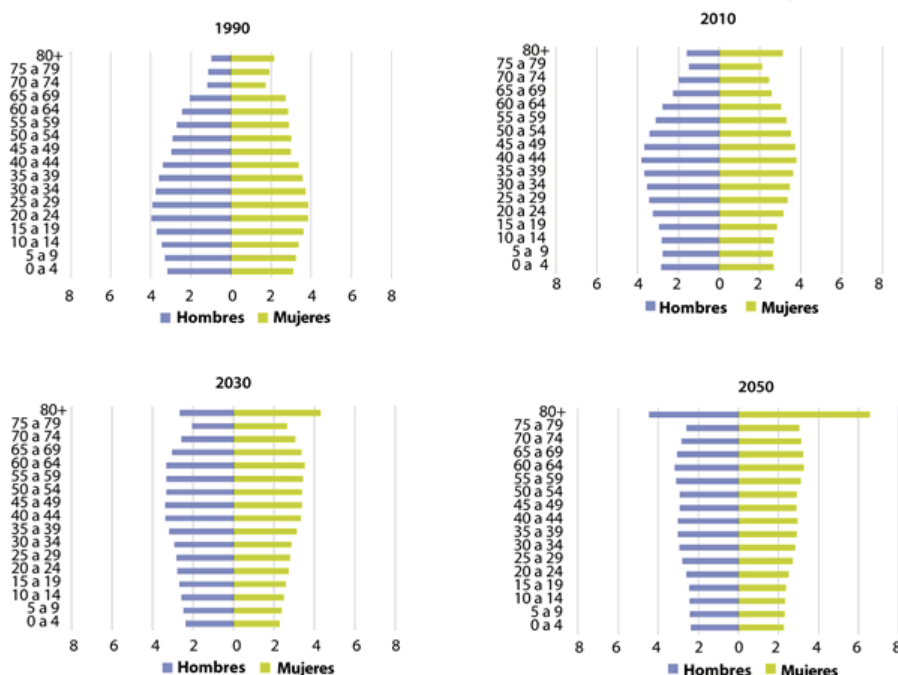 1990
80+
75 a 79
70 a 74
65 a 69
60 a 64
55 a 59
50 a 54
45 a 49
40 a 44
35 a 39
30 a 34
25 a 29
20 a 24
15 a 19
10 a 14
5 a 9
0 a 4
8 6 4 2 0 2 4 6 8
Hombres Mujeres
2010
80+
75 a 79
70 a 74
65 a 69
60 a 64
55 a 59
50 a 54
45 a 49
40 a 44
35 a 39
30 a 34
25 a 29
20 a 24
15 a 19
10 a 14
5 a 9
0 a 4
8 6 4 2 0 2 4 6 8
Hombres Mujeres
2030
80+
75 a 79
70 a 74
65 a 69
60 a 64
55 a 59
50 a 54
45 a 49
40 a 44
35 a 39
30 a 34
25 a 29
20 a 24
15 a 19
10 a 14
5 a 9
0 a 4
8 6 4 2 0 2 4 6 8
Hombres Mujeres
2050
80+
75 a 79
70 a 74
65 a 69
60 a 64
55 a 59
50 a 54
45 a 49
40 a 44
35 a 39
30 a 34
25 a 29
20 a 24
15 a 19
10 a 14
5 a 9
0 a 4
8 6 4 2 0 2 4 6 8
Hombres Mujeres